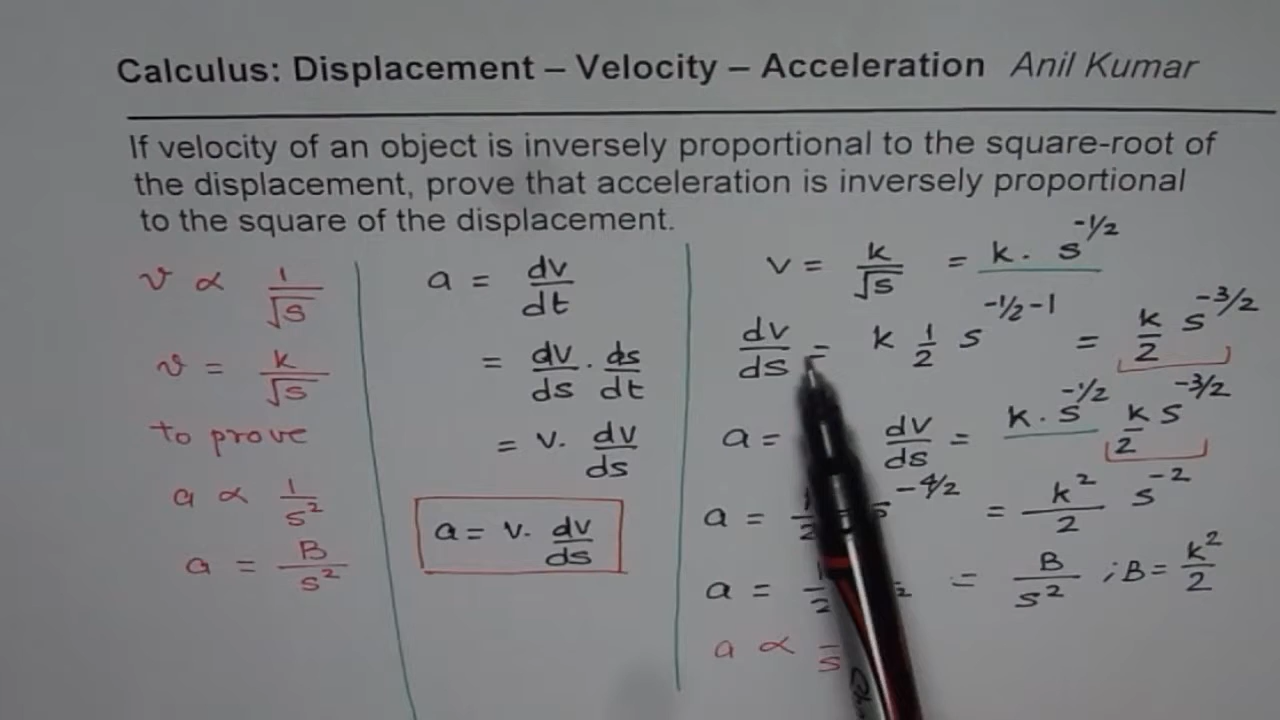 Calculus: Displacement – Velocity – Acceleration Anil Kumar
If velocity of an object is inversely proportional to the square-root of
the displacement, prove that acceleration is inversely proportional
to the square of the displacement.
v ∝ 1/√s
v = k/√s
to prove
a ∝ 1/s²
a = B/s²
a = dv/dt
= dv/ds · ds/dt
= v· dv/ds
a = v· dv/ds
v = k/√s = k· s^(-1/2)
dv/ds = k 1/2 s^(-1/2-1) = k/2 s^(-3/2)
a = dv/ds = k·s^(-1/2) k/2 s^(-3/2)
a = s^(-4/2) = k²/2 s^(-2)
a = = B/s² ; B = k²/2
a ∝